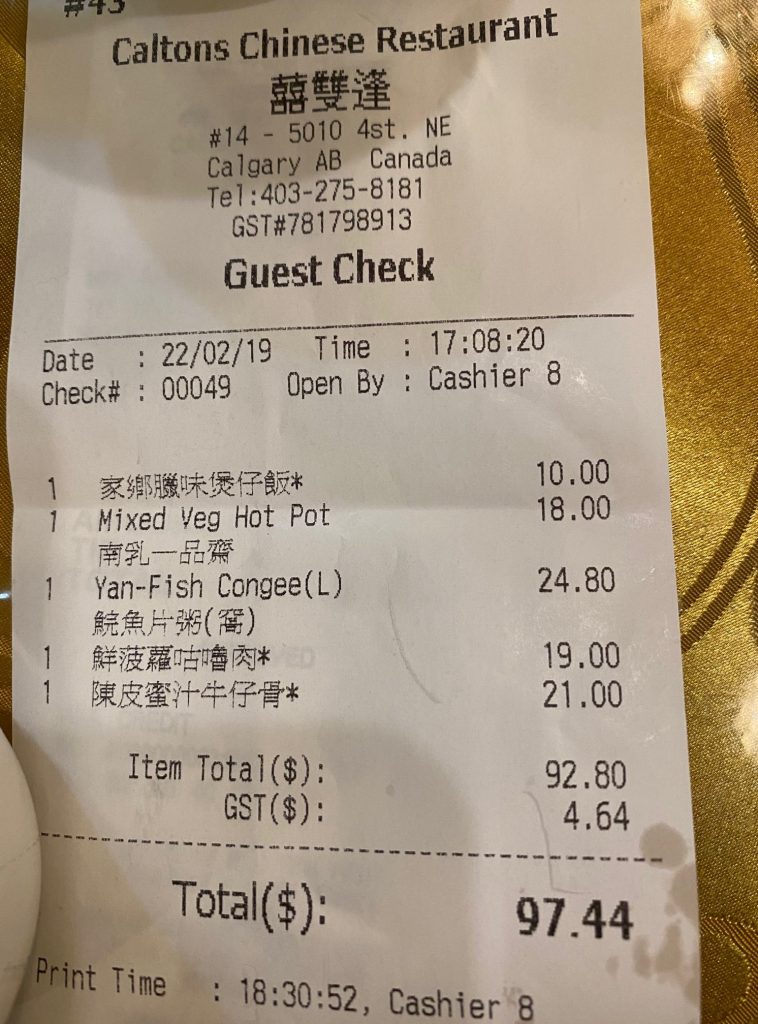 #43
Caltons Chinese Restaurant
囍雙逢
#14 - 5010 4st. NE
Calgary AB Canada
Tel:403-275-8181
GST#781798913
Guest Check
Date : 22/02/19 Time : 17:08:20
Check# : 00049 Open By : Cashier 8
1 家鄉臘味煲仔飯* 10.00
1 Mixed Veg Hot Pot 18.00
南乳一品齋
1 Yan-Fish Congee(L) 24.80
鯇魚片粥(窩)
1 鮮菠蘿咕嚕肉* 19.00
1 陳皮蜜汁牛仔骨* 21.00
Item Total($): 92.80
GST($): 4.64
Total($): 97.44
Print Time : 18:30:52, Cashier 8